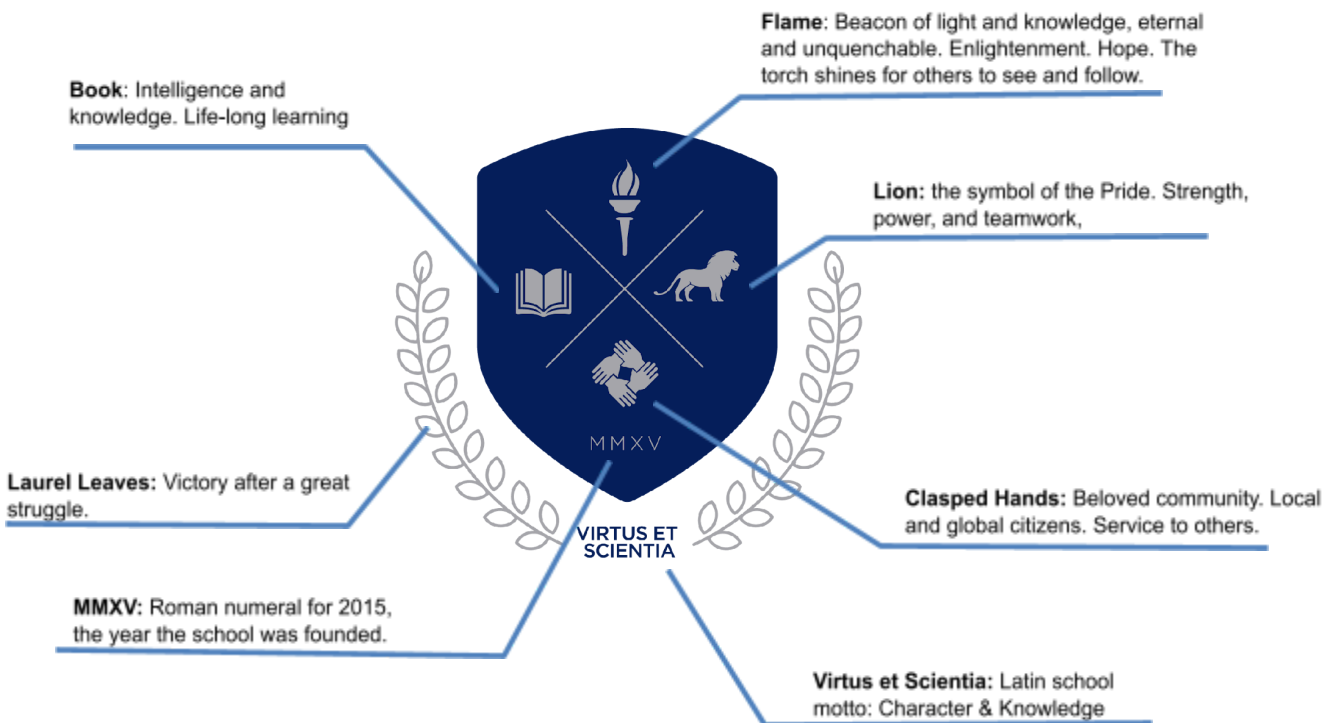 Flame: Beacon of light and knowledge, eternal
and unquenchable. Enlightenment. Hope. The
torch shines for others to see and follow.
Book: Intelligence and
knowledge. Life-long learning
Lion: the symbol of the Pride. Strength,
power, and teamwork,
MMXV
Laurel Leaves: Victory after a great
struggle.
Clasped Hands: Beloved community. Local
and global citizens. Service to others.
VIRTUS ET
SCIENTIA
MMXV: Roman numeral for 2015,
the year the school was founded.
Virtus et Scientia: Latin school
motto: Character & Knowledge